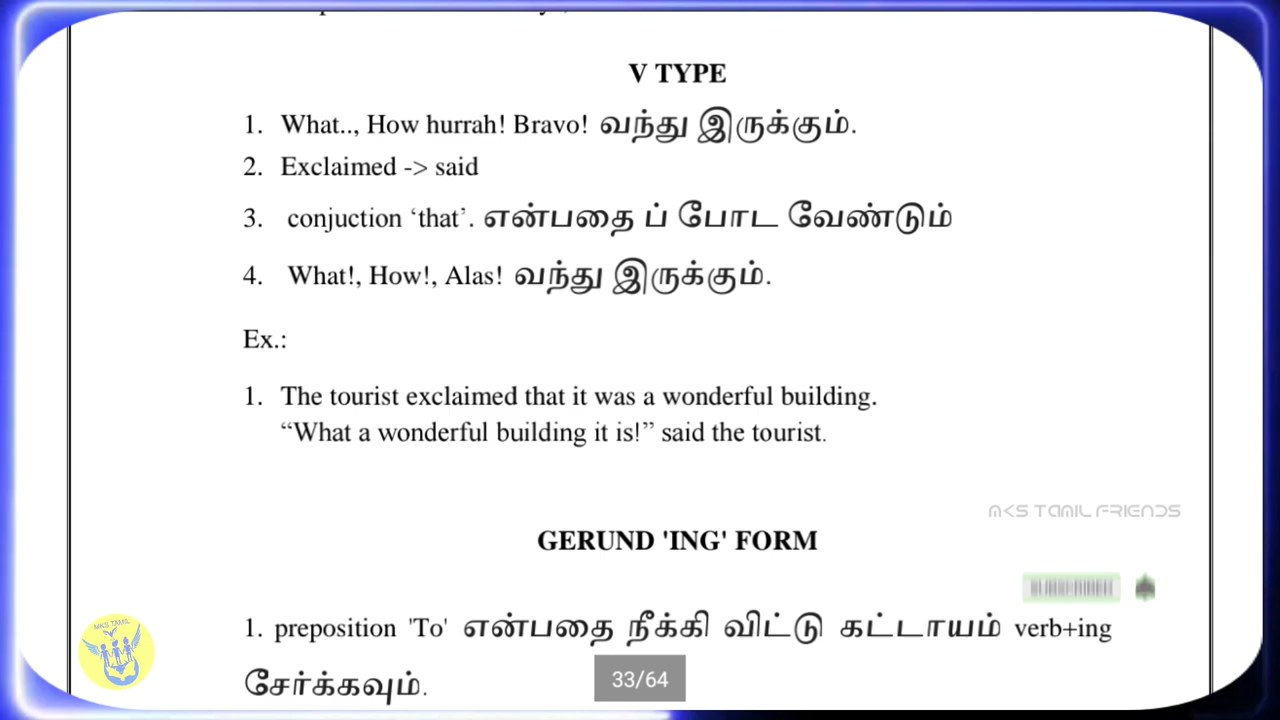 V TYPE
1. What.., How hurrah! Bravo! வந்து இருக்கும்.
2. Exclaimed -> said
3. conjuction ‘that’. என்பதை ப் போட வேண்டும்
4. What!, How!, Alas! வந்து இருக்கும்.
Ex.:
1. The tourist exclaimed that it was a wonderful building.
“What a wonderful building it is!” said the tourist.
MKS TAMIL FRIENDS
GERUND 'ING' FORM
MKS TAMIL
1. preposition 'To' என்பதை நீக்கி விட்டு கட்டாயம் verb+ing
சேர்க்கவும்.
33/64